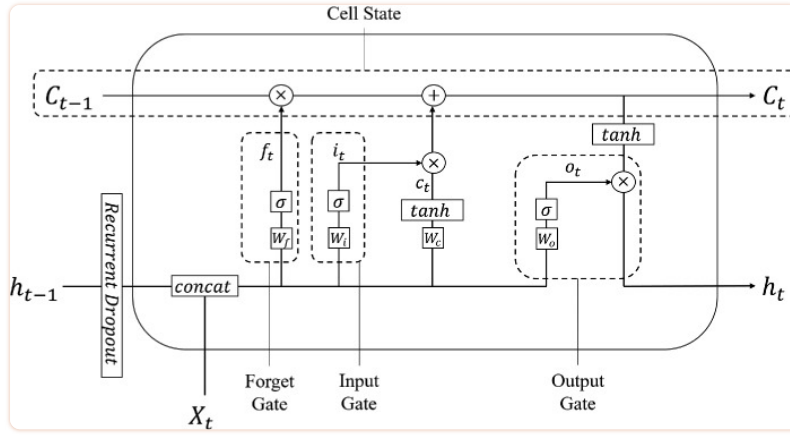 Cell State
C_{t-1}
×
+
C_t
tanh
f_t
i_t
×
o_t
×
c_t
σ
σ
tanh
σ
W_f
W_i
W_c
W_o
Recurrent Dropout
h_{t-1}
concat
h_t
Forget
Gate
Input
Gate
Output
Gate
X_t